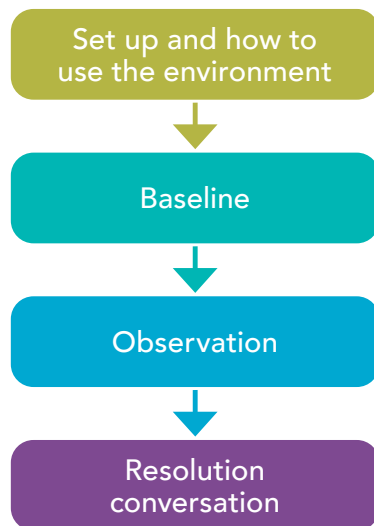 Set up and how to
use the environment
Baseline
Observation
Resolution
conversation